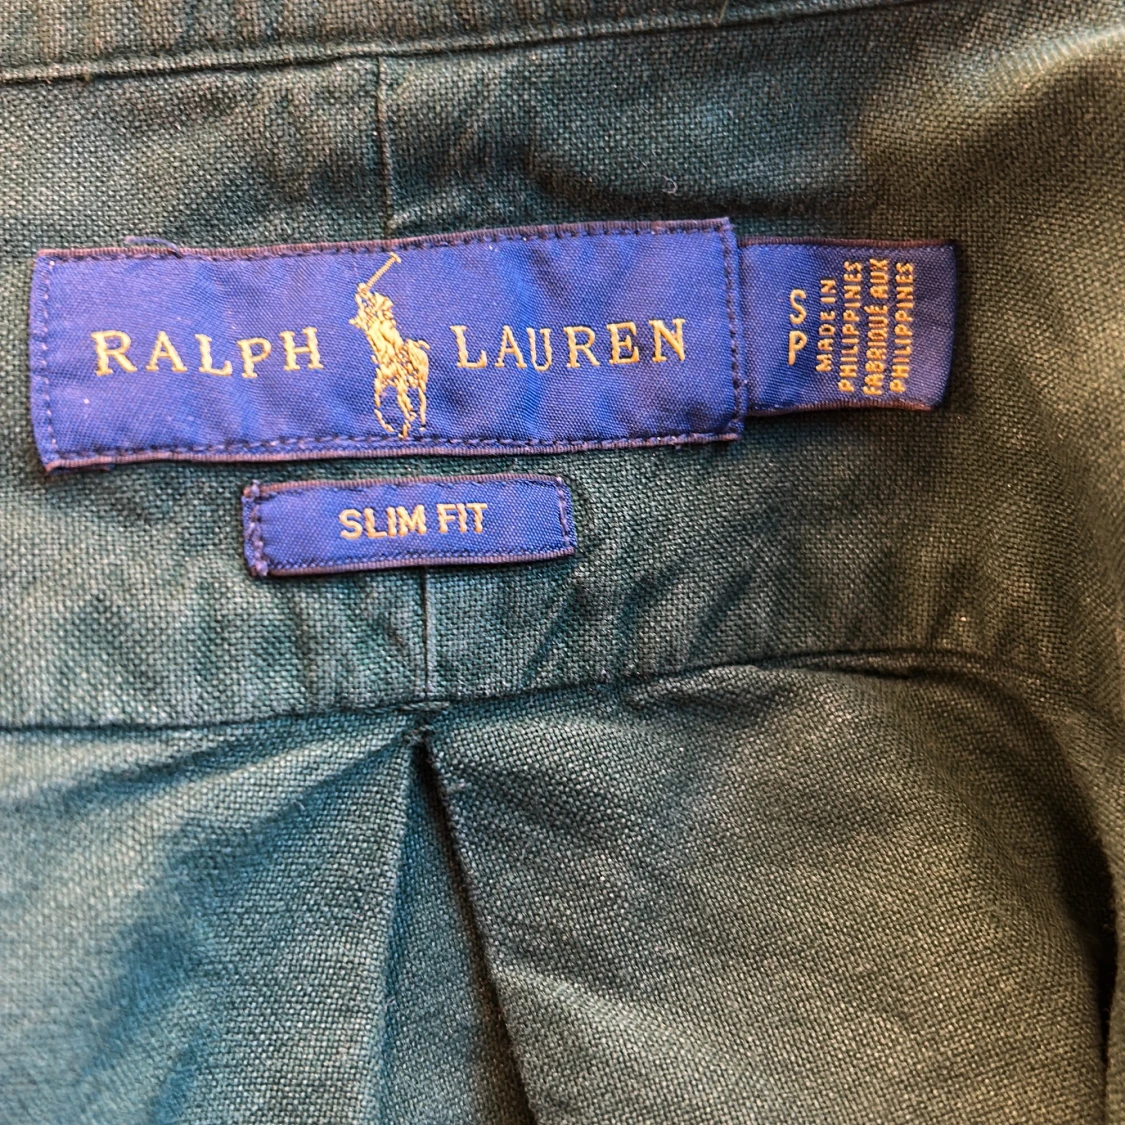 RALPH LAUREN
S
P
MADE IN
PHILIPPINES
FABRIQUÉ AUX
PHILIPPINES
SLIM FIT